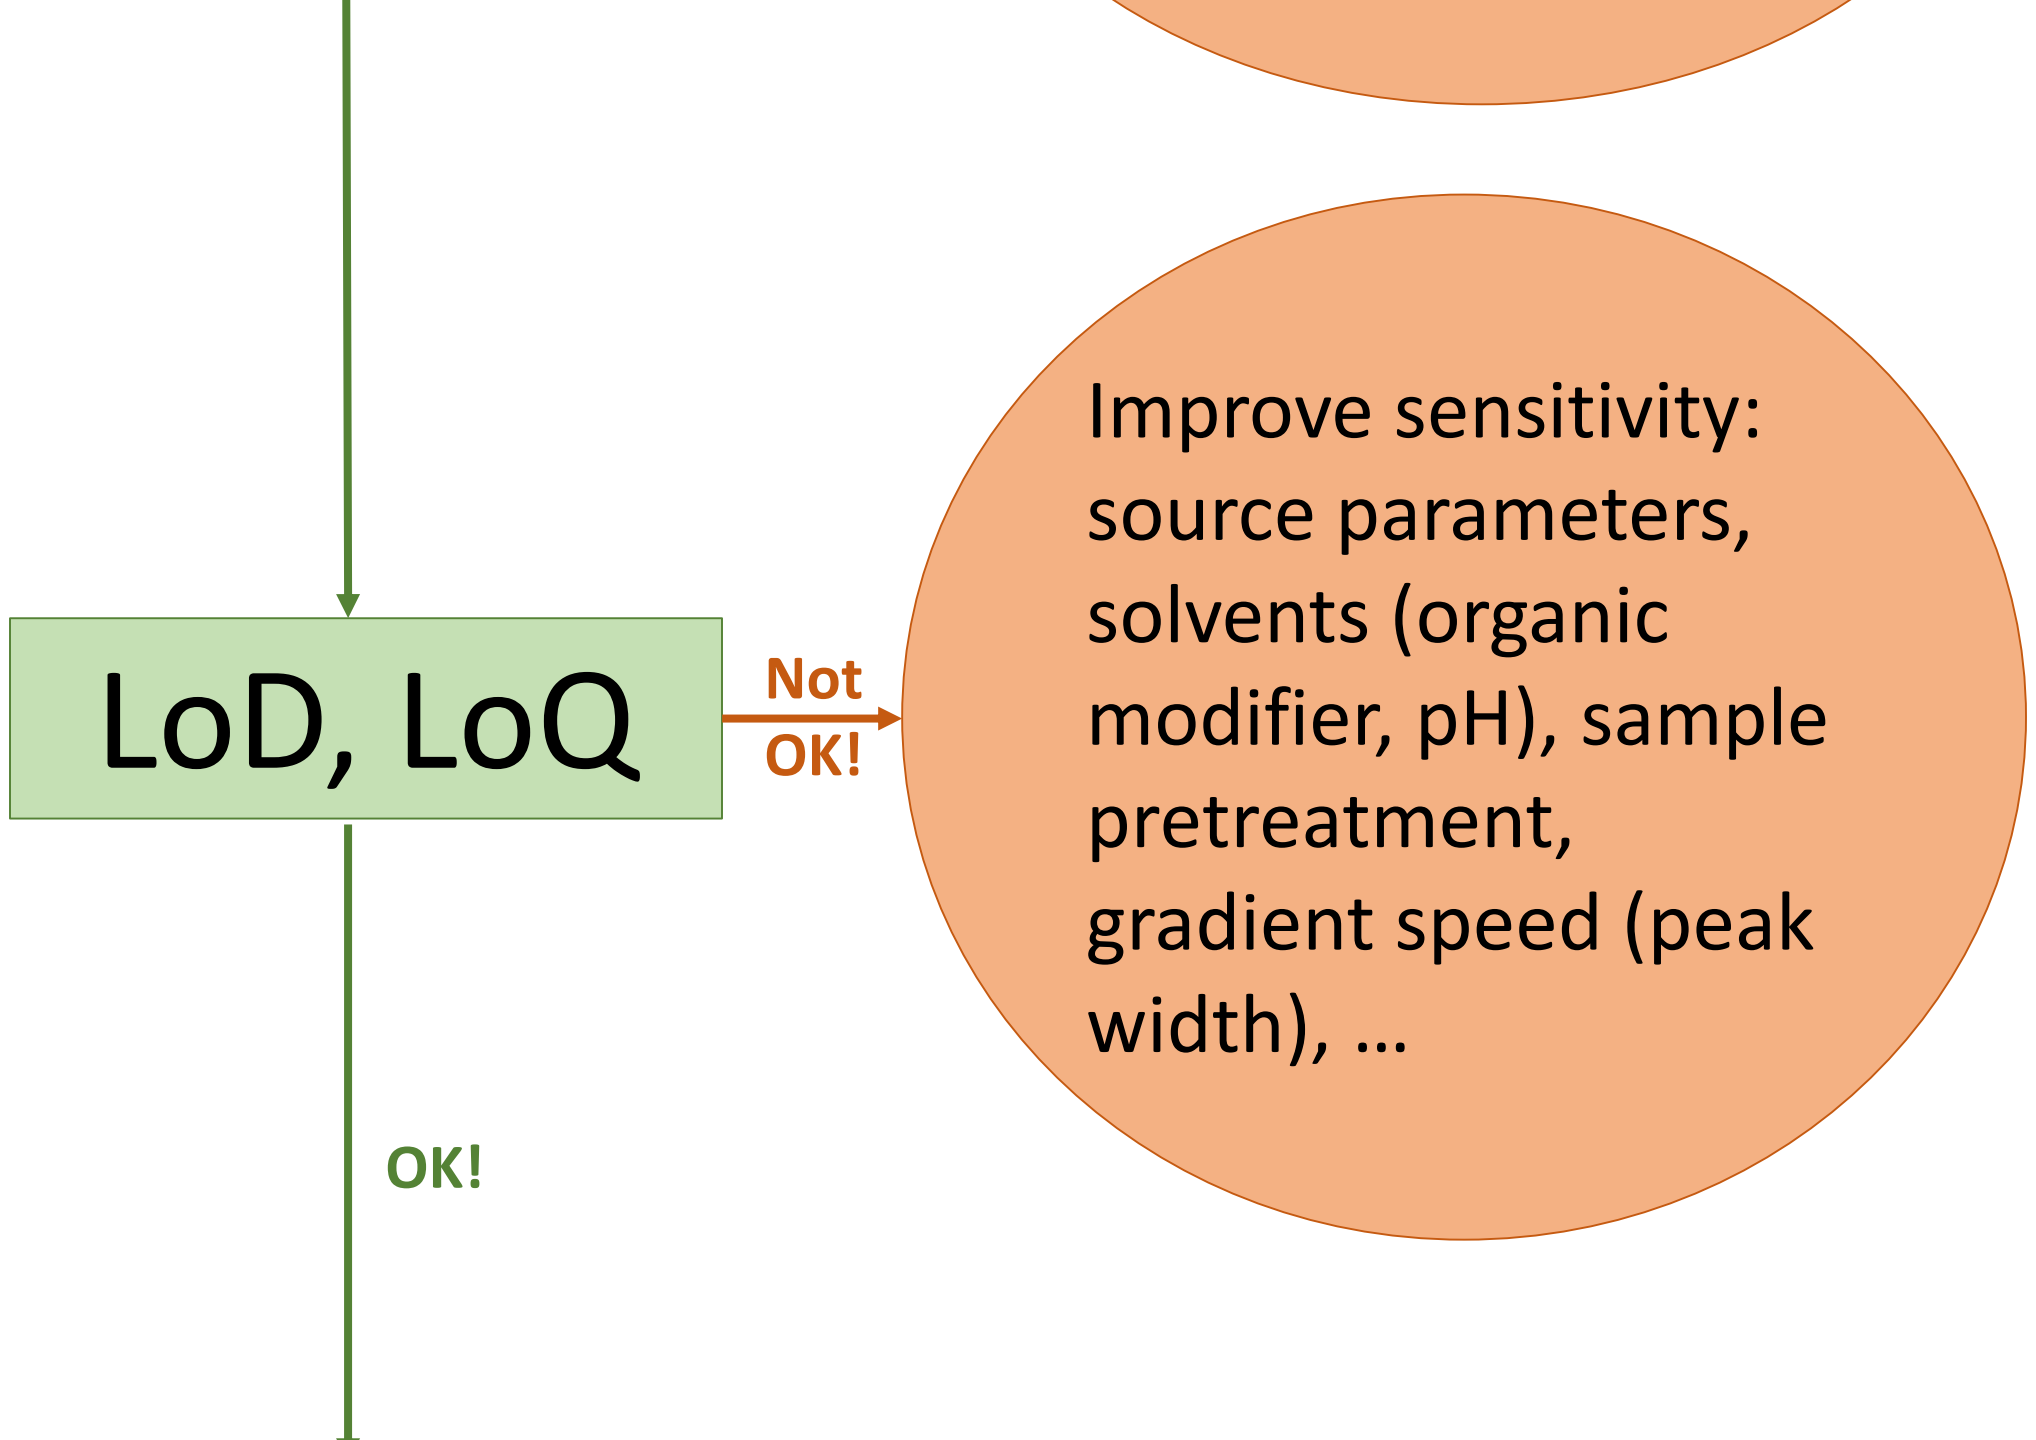 LoD, LoQ
Not
OK!
Improve sensitivity:
source parameters,
solvents (organic
modifier, pH), sample
pretreatment,
gradient speed (peak
width), ...
OK!